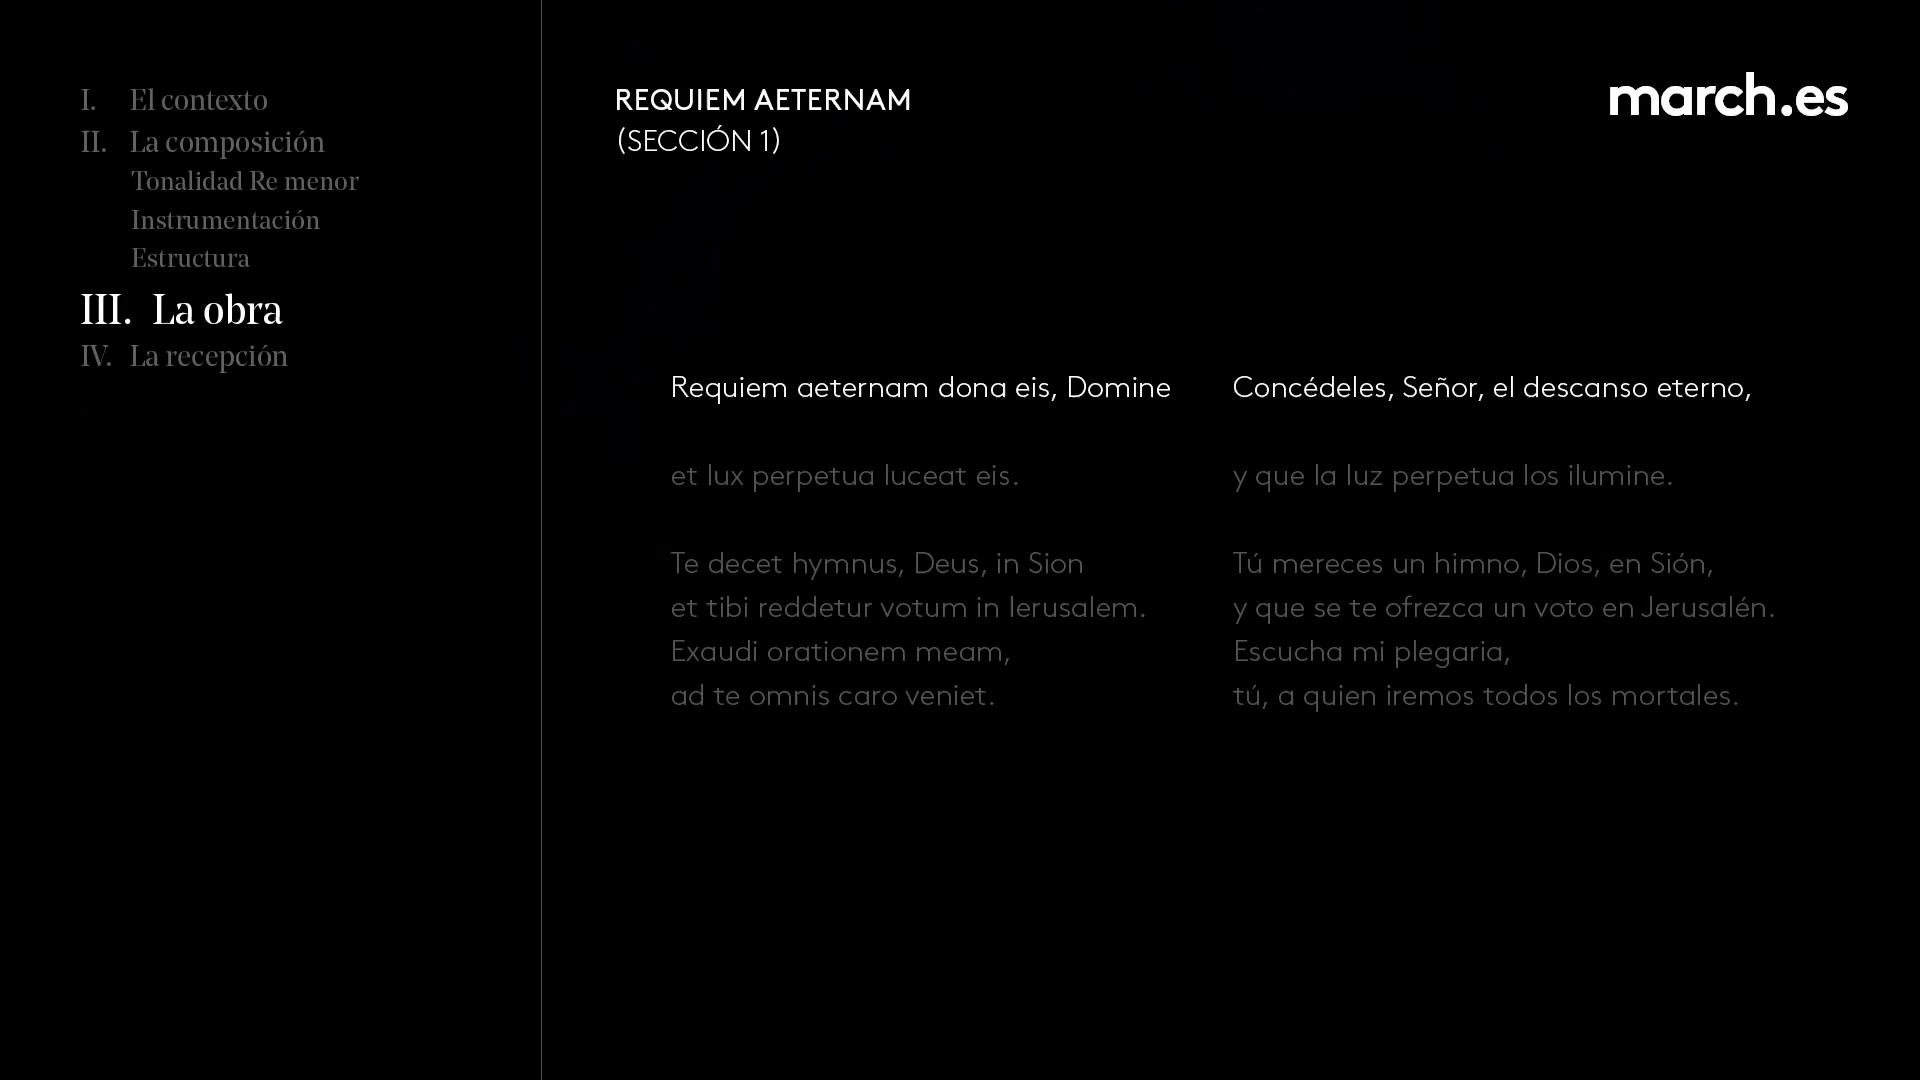 I. El contexto
II. La composición
Tonalidad Re menor
Instrumentación
Estructura
III. La obra
IV. La recepción
REQUIEM AETERNAM
(SECCIÓN 1)
march.es
Requiem aeternam dona eis, Domine
et lux perpetua luceat eis.
Te decet hymnus, Deus, in Sion
et tibi reddetur votum in Ierusalem.
Exaudi orationem meam,
ad te omnis caro veniet.
Concédeles, Señor, el descanso eterno,
y que la luz perpetua los ilumine.
Tú mereces un himno, Dios, en Sión,
y que se te ofrezca un voto en Jerusalén.
Escucha mi plegaria,
tú, a quien iremos todos los mortales.